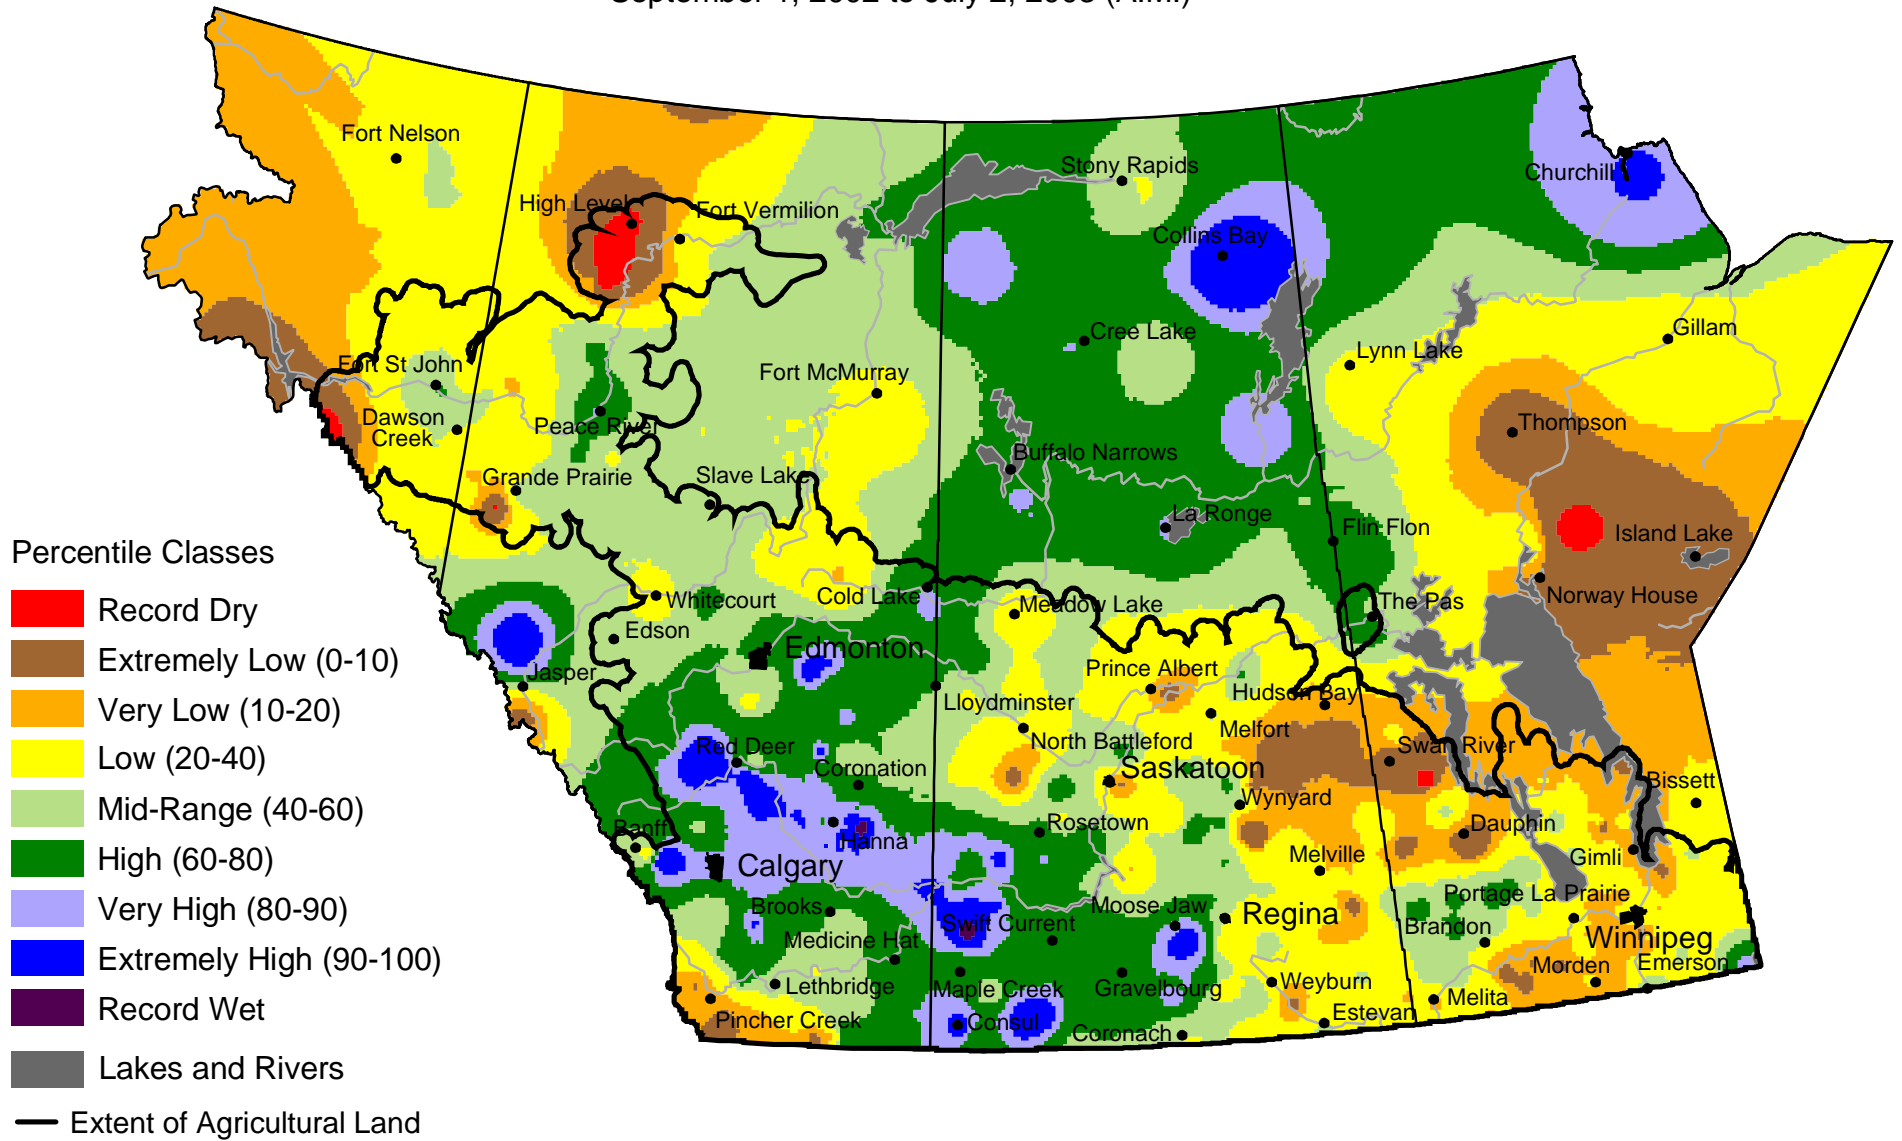 Fort Nelson
High Level
Fort Vermilion
Stony Rapids
Churchill
Collins Bay
Cree Lake
Gillam
Lynn Lake
Fort St John
Fort McMurray
Dawson
Creek
Peace River
Thompson
Buffalo Narrows
Grande Prairie
Slave Lake
La Ronge
Flin Flon
Island Lake
Whitecourt
Cold Lake
Meadow Lake
The Pas
Norway House
Edson
Edmonton
Jasper
Prince Albert
Hudson Bay
Lloydminster
Melfort
North Battleford
Red Deer
Swan River
Coronation
Saskatoon
Bissett
Wynyard
Banff
Hanna
Rosetown
Dauphin
Calgary
Melville
Gimli
Brooks
Moose Jaw
Portage La Prairie
Swift Current
Regina
Brandon
Medicine Hat
Winnipeg
Lethbridge
Maple Creek
Gravelbourg
Weyburn
Morden
Emerson
Melita
Pincher Creek
Consul
Coronach
Estevan
Percentile Classes
Record Dry
Extremely Low (0-10)
Very Low (10-20)
Low (20-40)
Mid-Range (40-60)
High (60-80)
Very High (80-90)
Extremely High (90-100)
Record Wet
Lakes and Rivers
Extent of Agricultural Land